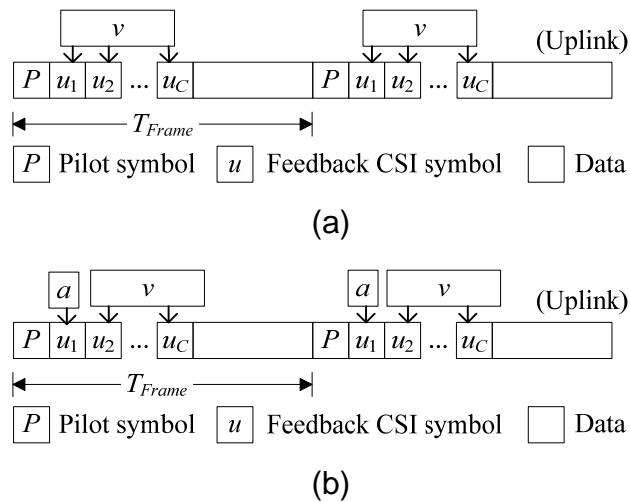 v v
(Uplink)
P u1 u2 ... uC P u1 u2 ... uC
TFrame
P Pilot symbol u Feedback CSI symbol Data
(a)
a v a v
(Uplink)
P u1 u2 ... uC P u1 u2 ... uC
TFrame
P Pilot symbol u Feedback CSI symbol Data
(b)